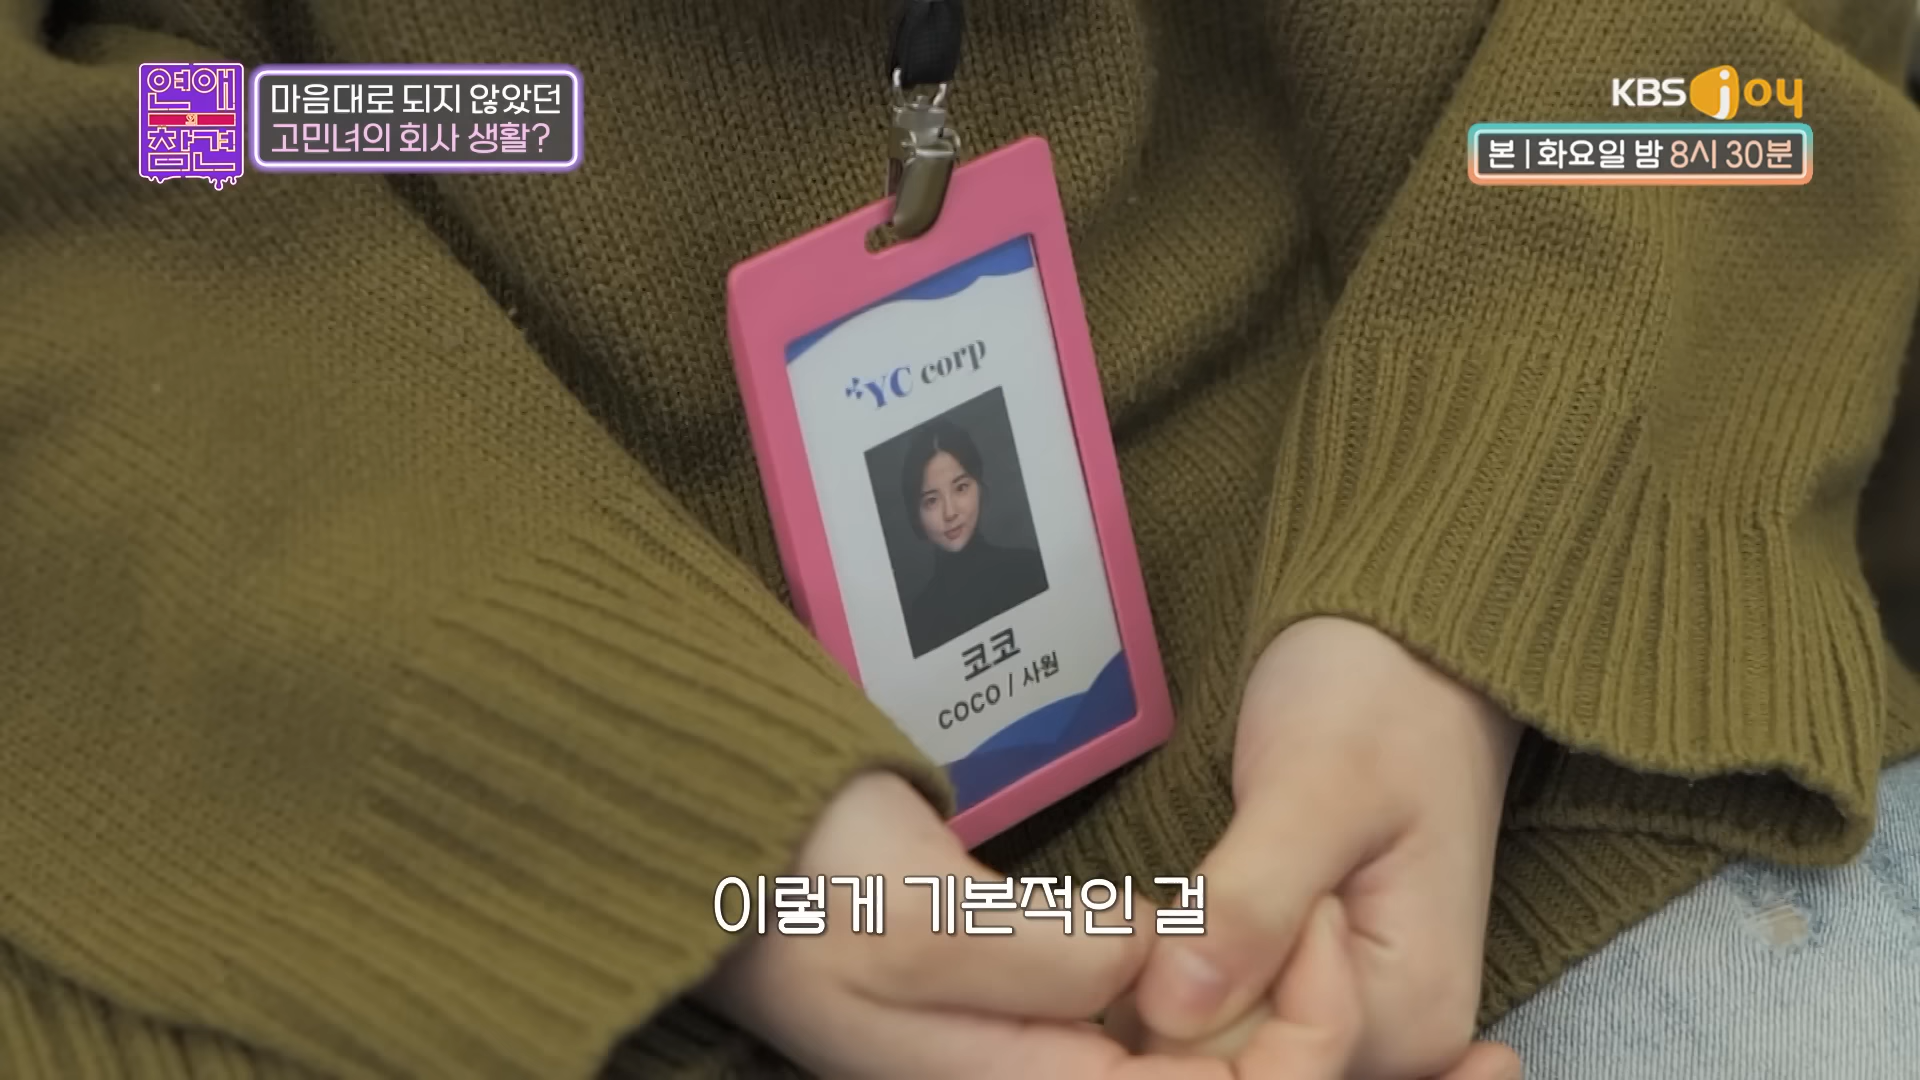 연애의
참견
마음대로 되지 않았던
고민녀의 회사 생활?
KBS joy
본 | 화요일 밤 8시 30분
YC corp
코코
COCO / 사원
이렇게 기본적인 걸